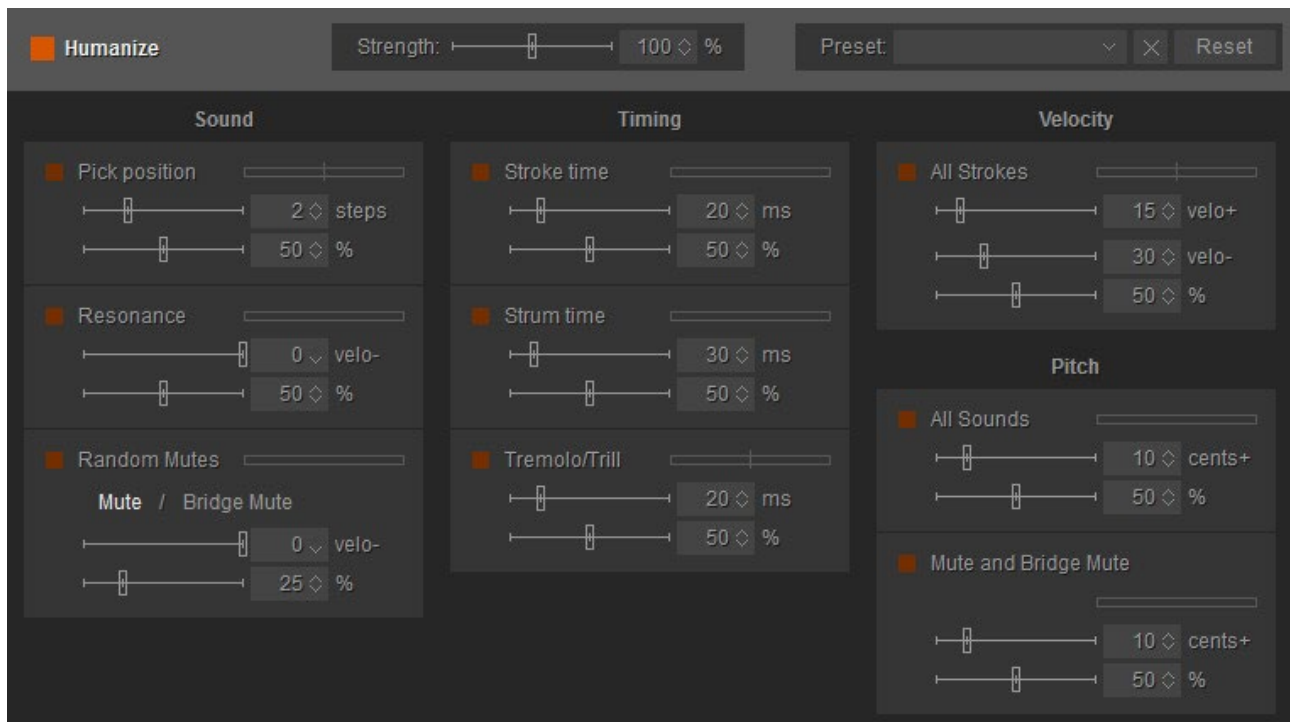 Humanize
Strength: 100 %
Preset: Reset
Sound
Pick position
2 steps
50 %
Resonance
0 velo-
50 %
Random Mutes
Mute / Bridge Mute
0 velo-
25 %
Timing
Stroke time
20 ms
50 %
Strum time
30 ms
50 %
Tremolo/Trill
20 ms
50 %
Velocity
All Strokes
15 velo+
30 velo-
50 %
Pitch
All Sounds
10 cents+
50 %
Mute and Bridge Mute
10 cents+
50 %